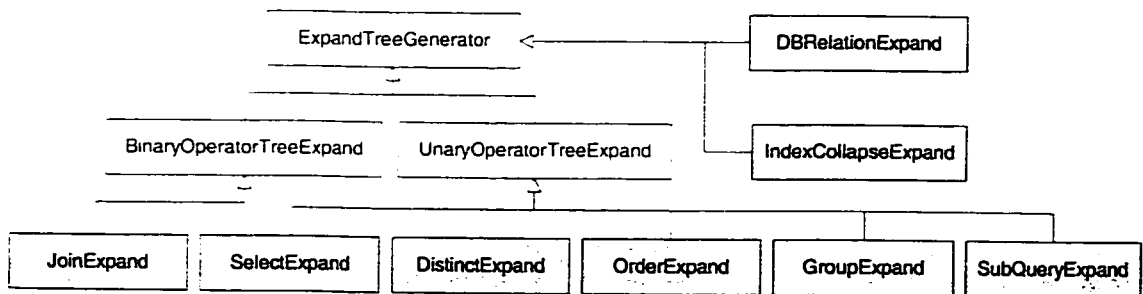 ExpandTreeGenerator
DBRelationExpand
BinaryOperatorTreeExpand
UnaryOperatorTreeExpand
IndexCollapseExpand
JoinExpand
SelectExpand
DistinctExpand
OrderExpand
GroupExpand
SubQueryExpand